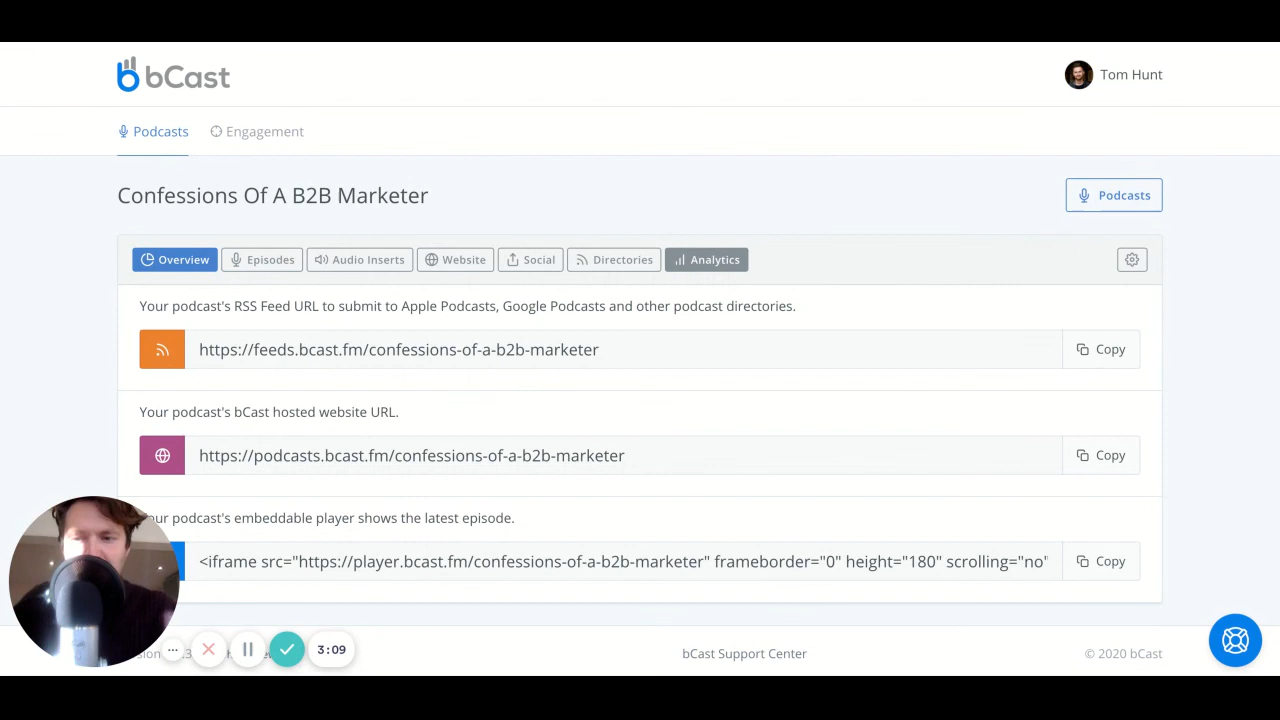 bCast
Tom Hunt
Podcasts Engagement
Confessions Of A B2B Marketer
Podcasts
Overview Episodes Audio Inserts Website Social Directories Analytics
Your podcast's RSS Feed URL to submit to Apple Podcasts, Google Podcasts and other podcast directories.
https://feeds.bcast.fm/confessions-of-a-b2b-marketer Copy
Your podcast's bCast hosted website URL.
https://podcasts.bcast.fm/confessions-of-a-b2b-marketer Copy
our podcast's embeddable player shows the latest episode.
<iframe src="https://player.bcast.fm/confessions-of-a-b2b-marketer" frameborder="0" height="180" scrolling="no" Copy
3:09
bCast Support Center
© 2020 bCast